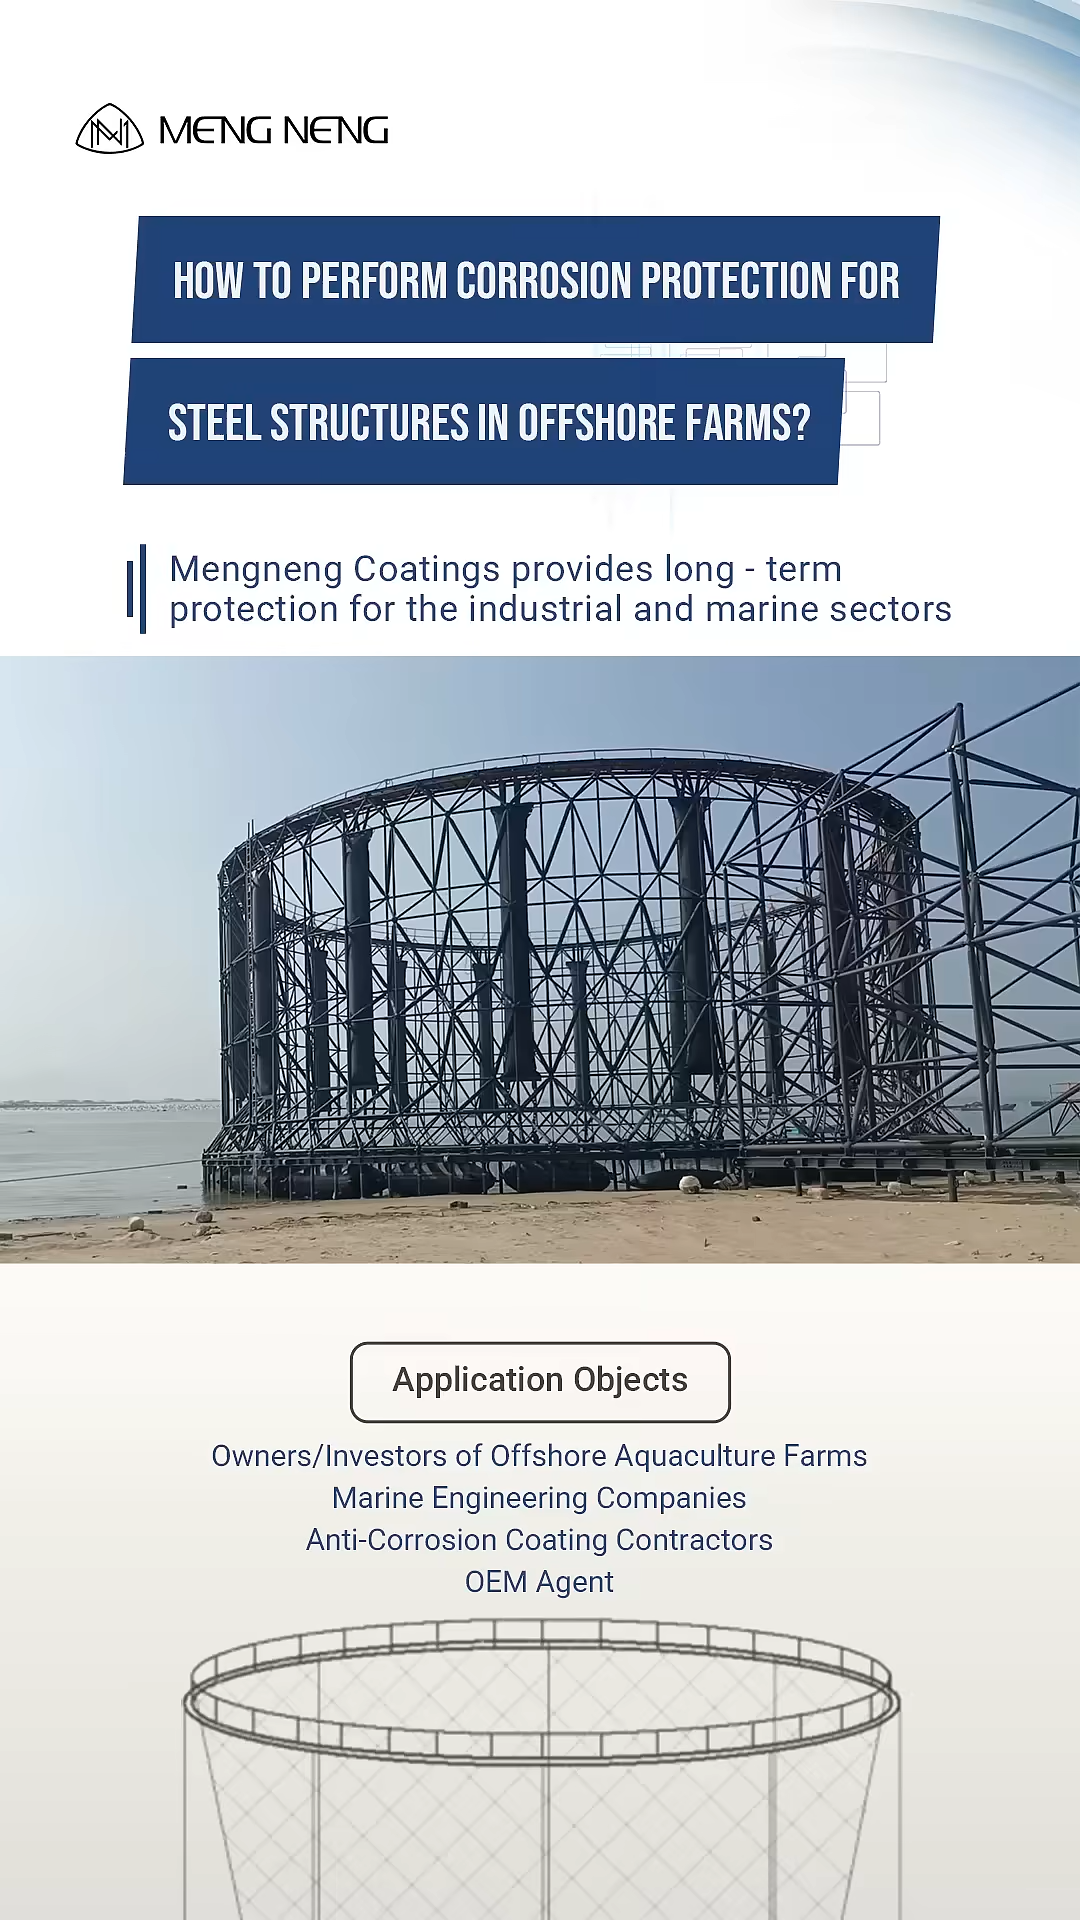 MENG NENG
HOW TO PERFORM CORROSION PROTECTION FOR
STEEL STRUCTURES IN OFFSHORE FARMS?
Mengneng Coatings provides long - term
protection for the industrial and marine sectors
Application Objects
Owners/Investors of Offshore Aquaculture Farms
Marine Engineering Companies
Anti-Corrosion Coating Contractors
OEM Agent